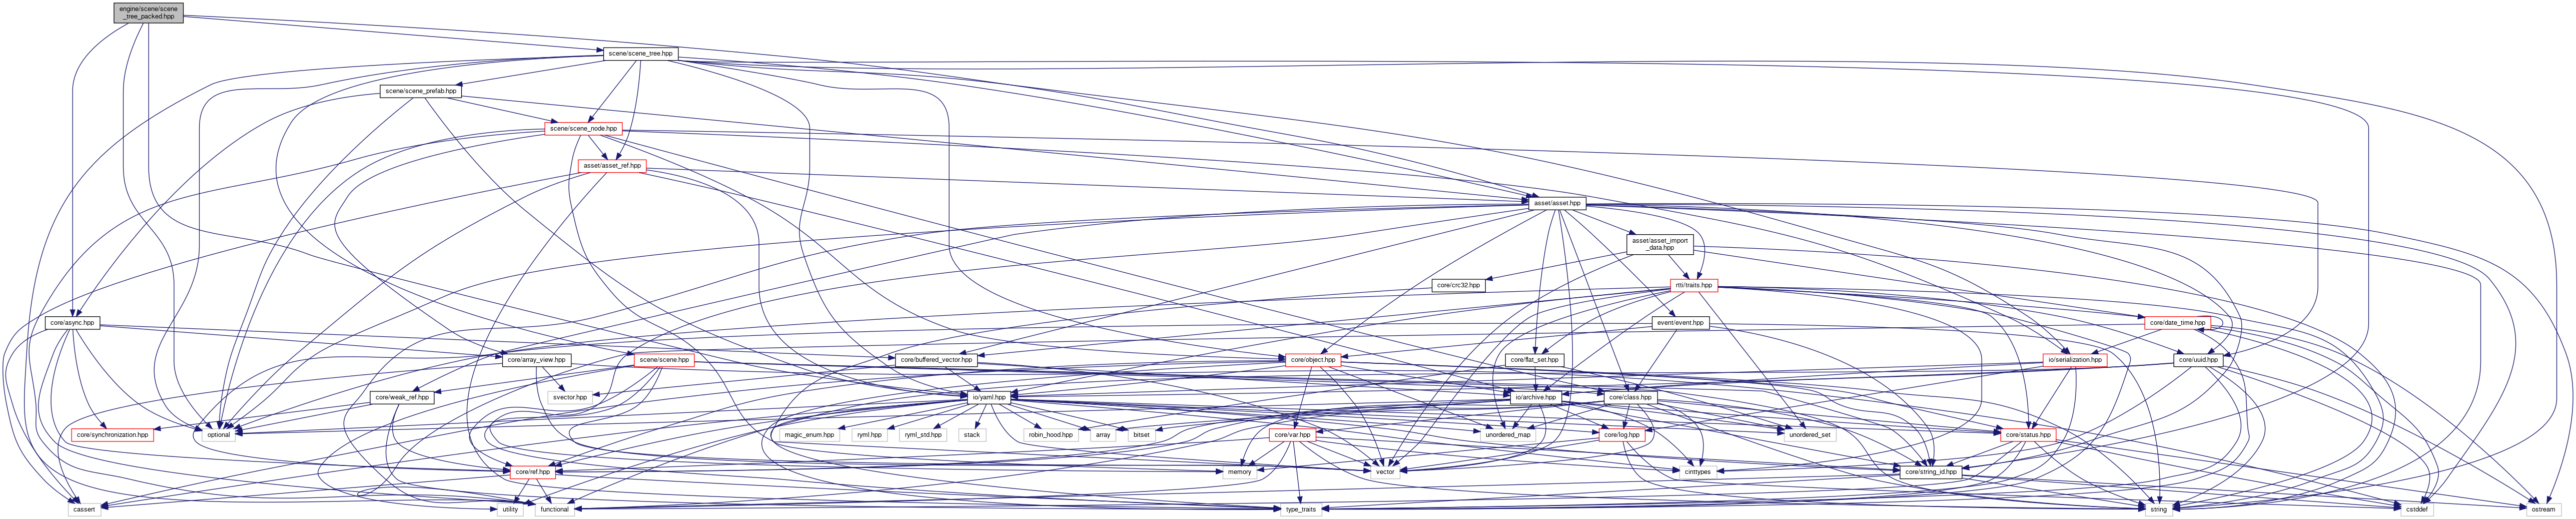 engine/scene/scene
_tree_packed.hpp
scene/scene_tree.hpp
scene/scene_prefab.hpp
scene/scene_node.hpp
asset/asset_ref.hpp
asset/asset.hpp
asset/asset_import
_data.hpp
core/crc32.hpp
rtti/traits.hpp
core/async.hpp
event/event.hpp
core/date_time.hpp
core/array_view.hpp
scene/scene.hpp
core/buffered_vector.hpp
core/object.hpp
core/flat_set.hpp
io/serialization.hpp
core/uuid.hpp
core/weak_ref.hpp
svector.hpp
io/yaml.hpp
io/archive.hpp
core/class.hpp
core/synchronization.hpp
optional
magic_enum.hpp
ryml.hpp
ryml_std.hpp
stack
robin_hood.hpp
array
bitset
core/var.hpp
unordered_map
core/log.hpp
unordered_set
core/status.hpp
core/ref.hpp
memory
vector
cinttypes
core/string_id.hpp
cassert
utility
functional
type_traits
string
cstddef
ostream